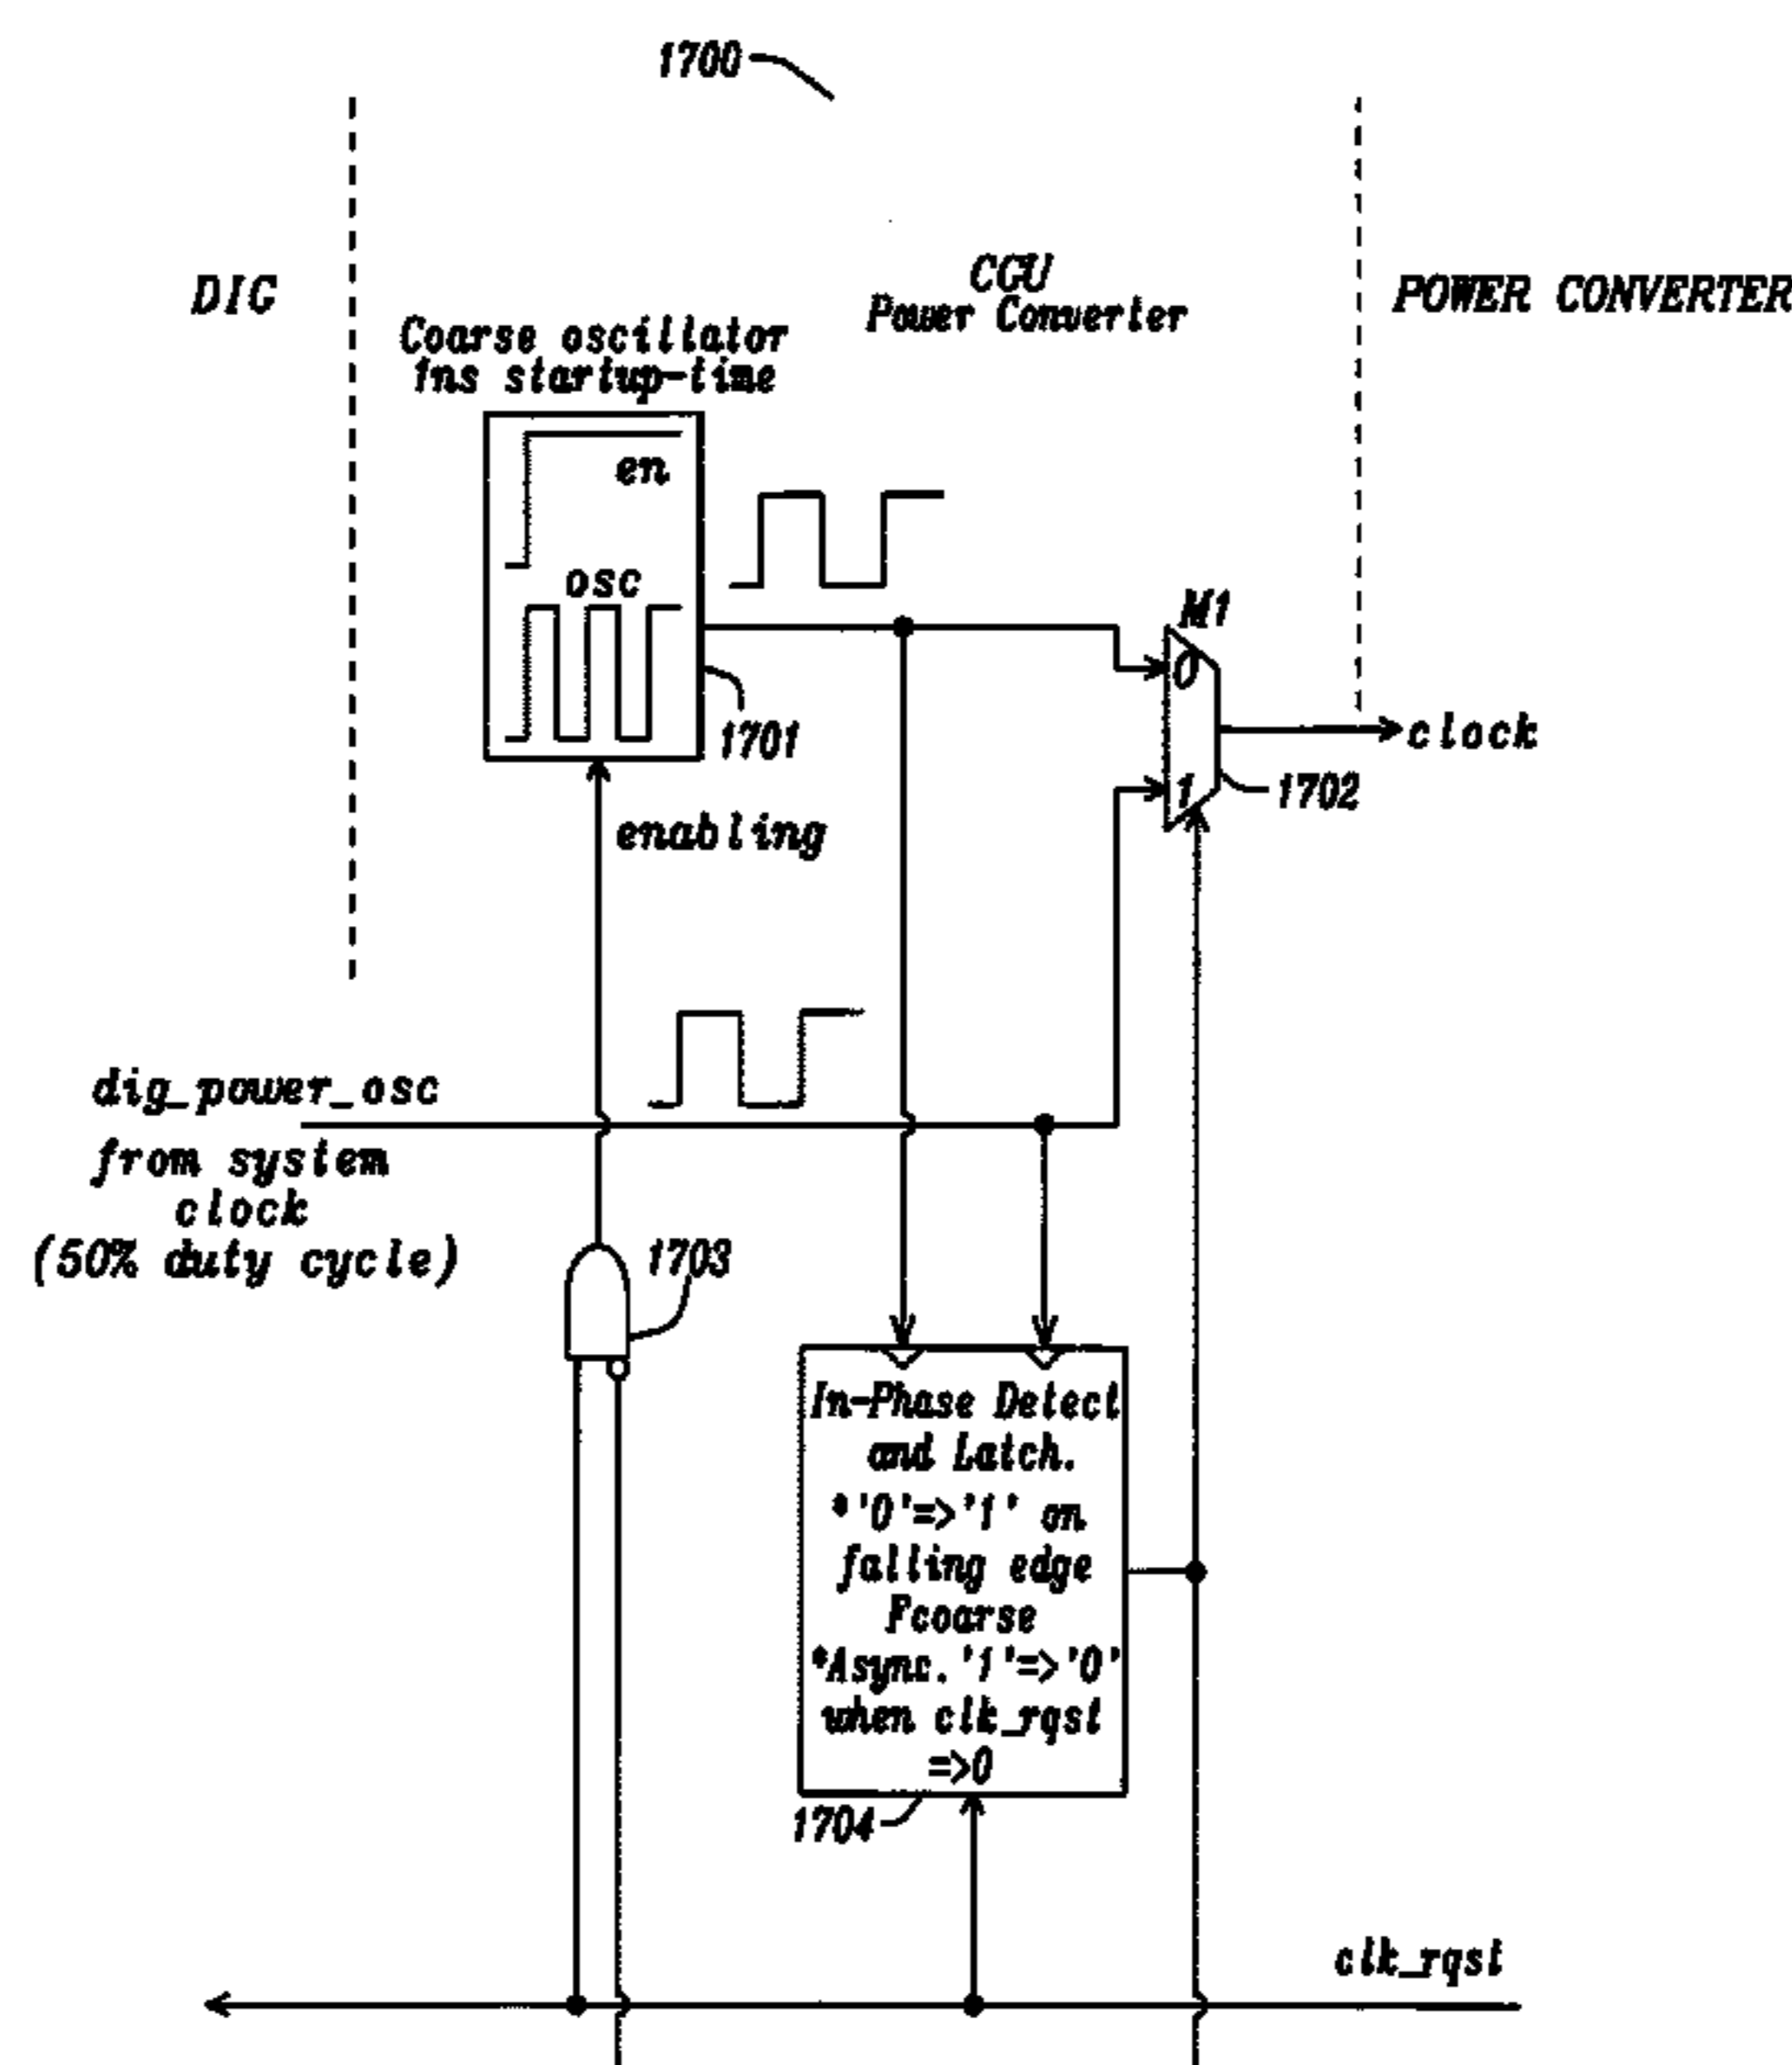 1700
DIG
CGU
Power Converter
POWER CONVERTER
Coarse oscillator
1ns startup-time
en
osc
1701
M1
0
1
clock
1702
enabling
dig_power_osc
from system
clock
(50% duty cycle)
1703
In-Phase Detect
and Latch.
*'0'=>'1' on
falling edge
Fcoarse
*Async.'1'=>'0'
when clk_rqst
=>0
1704
clk_rqst